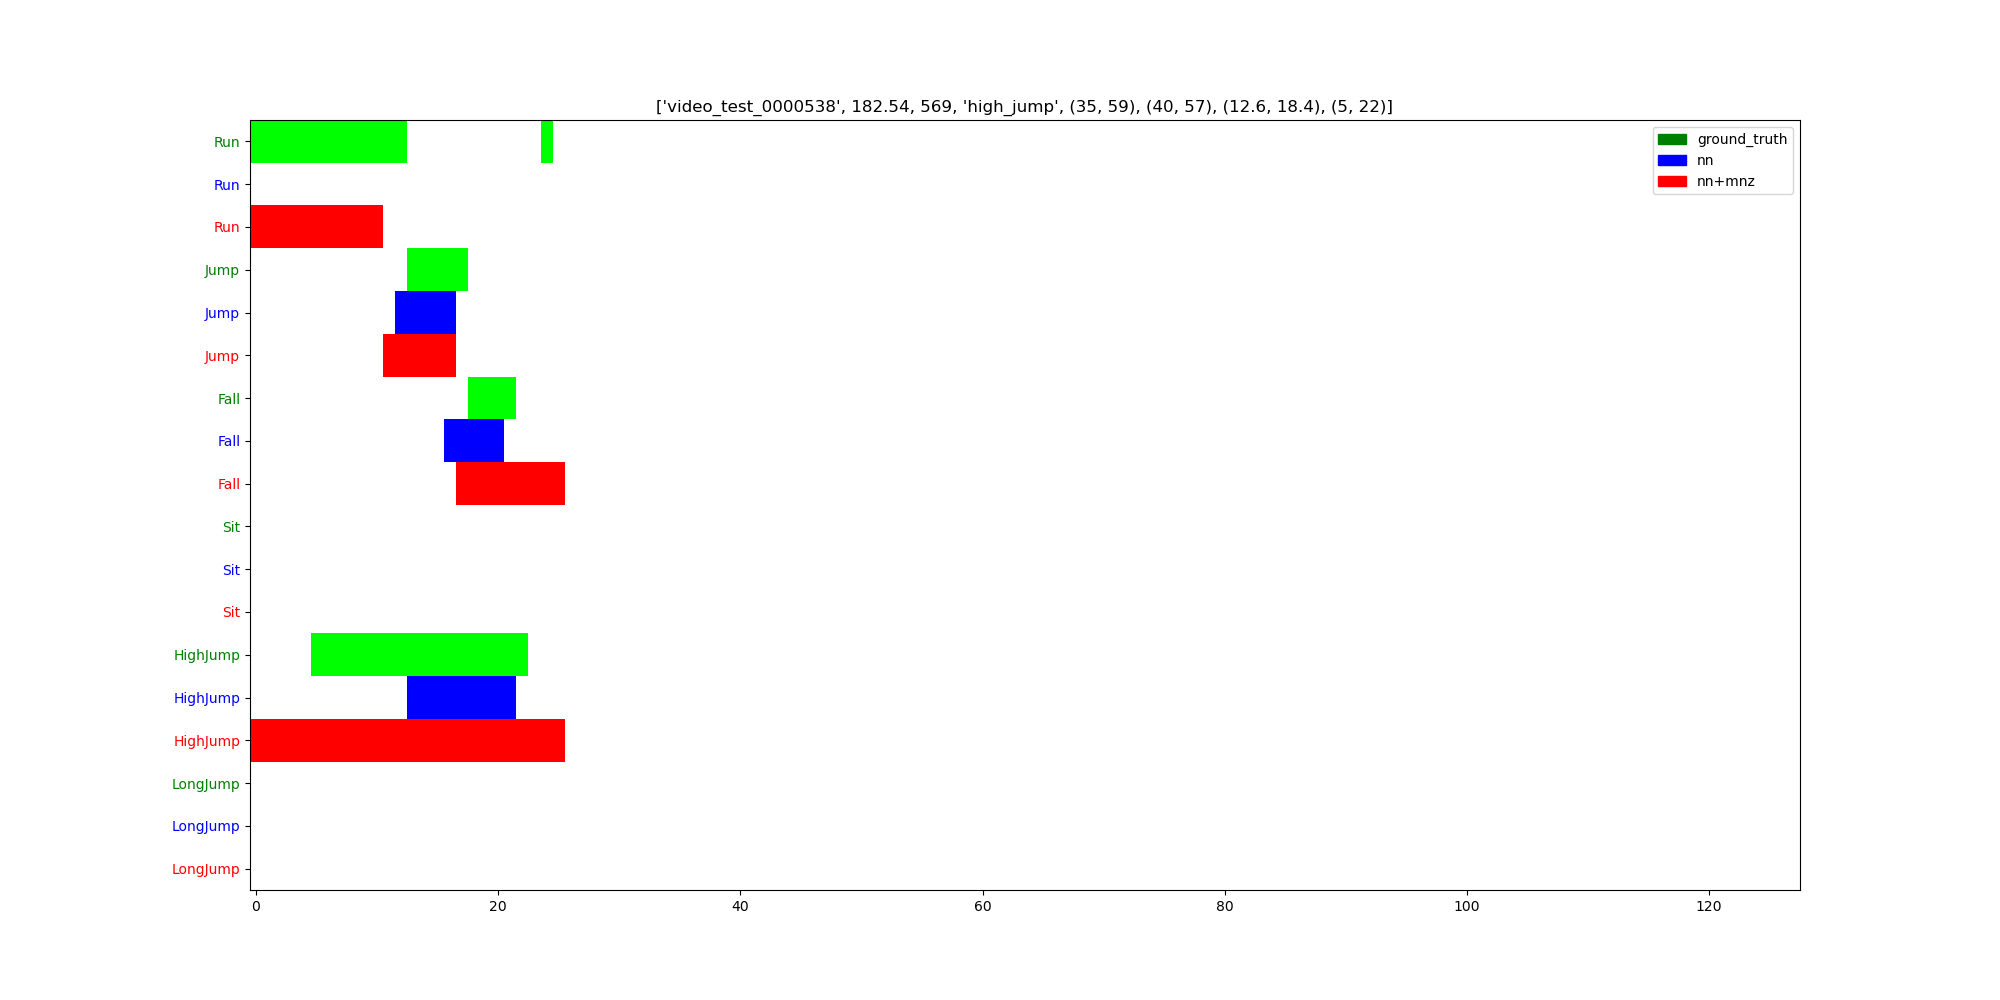 ['video_test_0000538', 182.54, 569, 'high_jump', (35, 59), (40, 57), (12.6, 18.4), (5, 22)]
ground_truth
nn
nn+mnz
Run
Run
Run
Jump
Jump
Jump
Fall
Fall
Fall
Sit
Sit
Sit
HighJump
HighJump
HighJump
LongJump
LongJump
LongJump
0 20 40 60 80 100 120